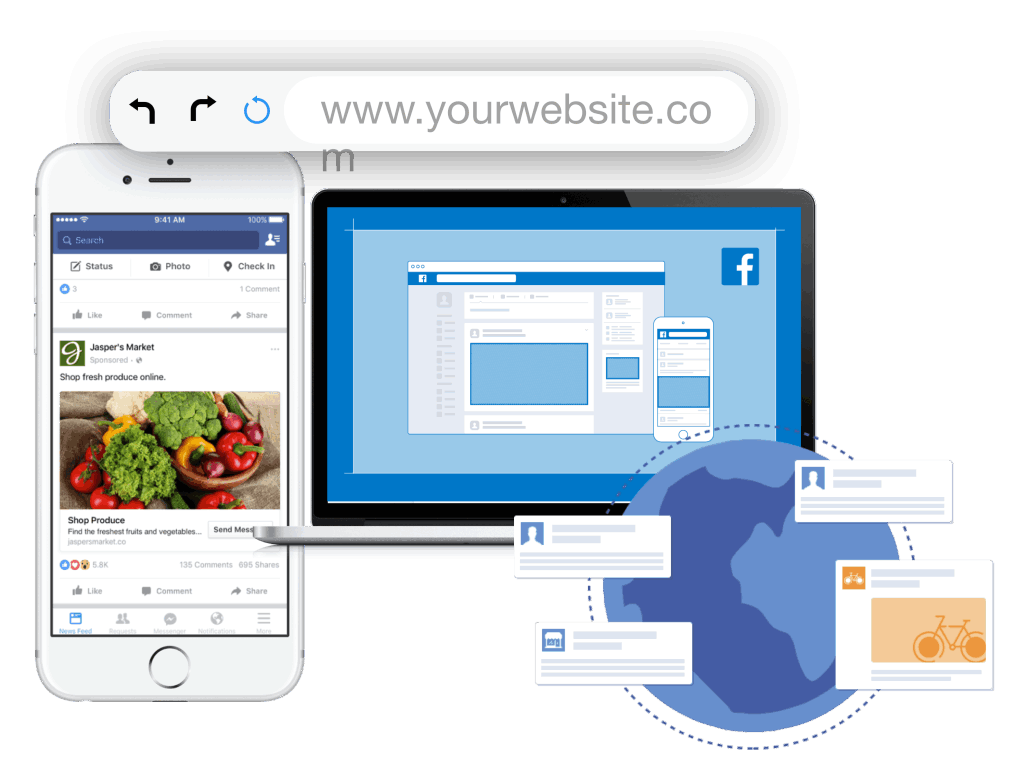 www.yourwebsite.co
m
9:41 AM 100%
Search
Status Photo Check In
3 1 Comment
Like Comment Share
Jasper's Market
Sponsored ·
Shop fresh produce online.
Shop Produce
Find the freshest fruits and vegetables...
jaspersmarket.co
Send Mess
5.8K 135 Comments 695 Shares
Like Comment Share
News Feed Requests Messenger Notifications More